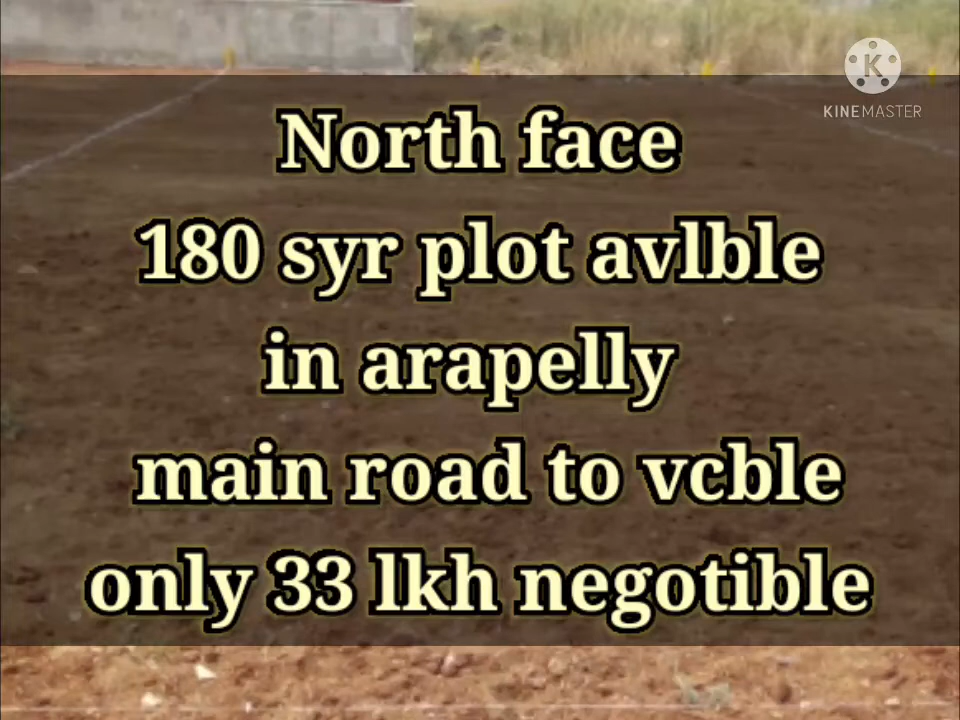 K
KINEMASTER
North face
180 syr plot avlble
in arapelly
main road to vcble
only 33 lkh negotible